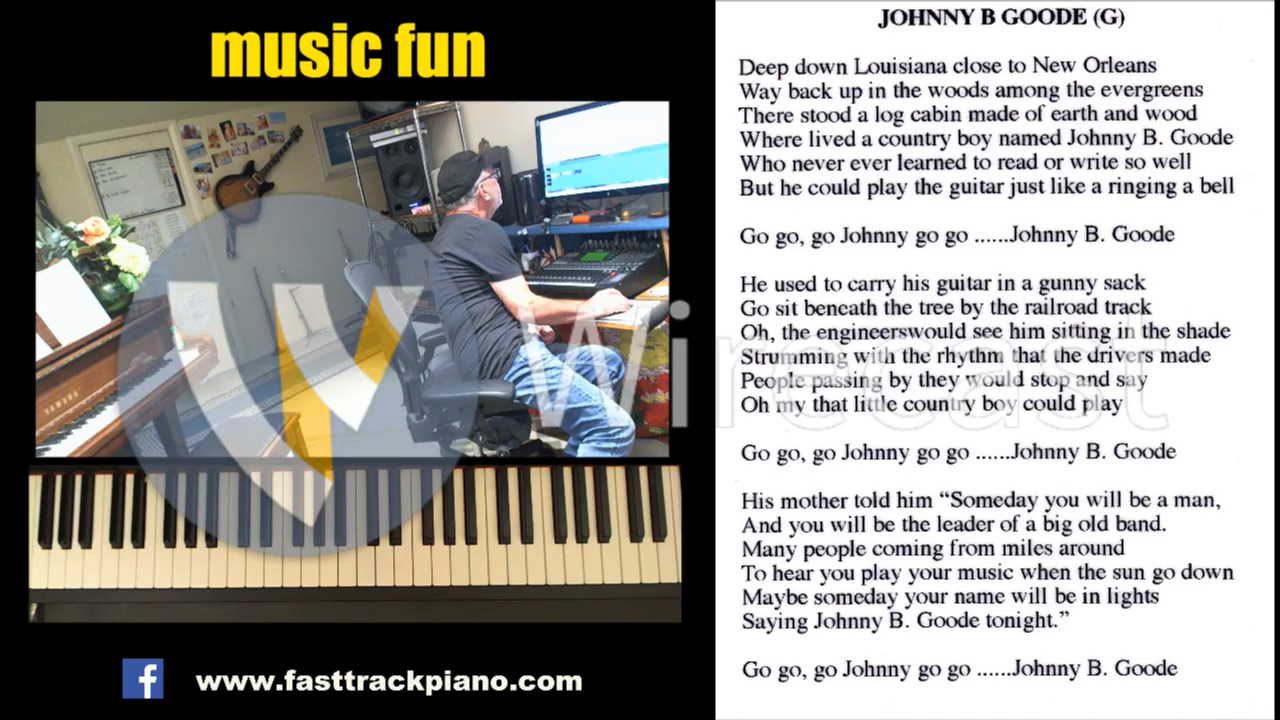 music fun
YAMAHA
Wirecast
www.fasttrackpiano.com
JOHNNY B GOODE (G)
Deep down Louisiana close to New Orleans
Way back up in the woods among the evergreens
There stood a log cabin made of earth and wood
Where lived a country boy named Johnny B. Goode
Who never ever learned to read or write so well
But he could play the guitar just like a ringing a bell
Go go, go Johnny go go ......Johnny B. Goode
He used to carry his guitar in a gunny sack
Go sit beneath the tree by the railroad track
Oh, the engineerswould see him sitting in the shade
Strumming with the rhythm that the drivers made
People passing by they would stop and say
Oh my that little country boy could play
Go go, go Johnny go go ......Johnny B. Goode
His mother told him “Someday you will be a man,
And you will be the leader of a big old band.
Many people coming from miles around
To hear you play your music when the sun go down
Maybe someday your name will be in lights
Saying Johnny B. Goode tonight.”
Go go, go Johnny go go ......Johnny B. Goode